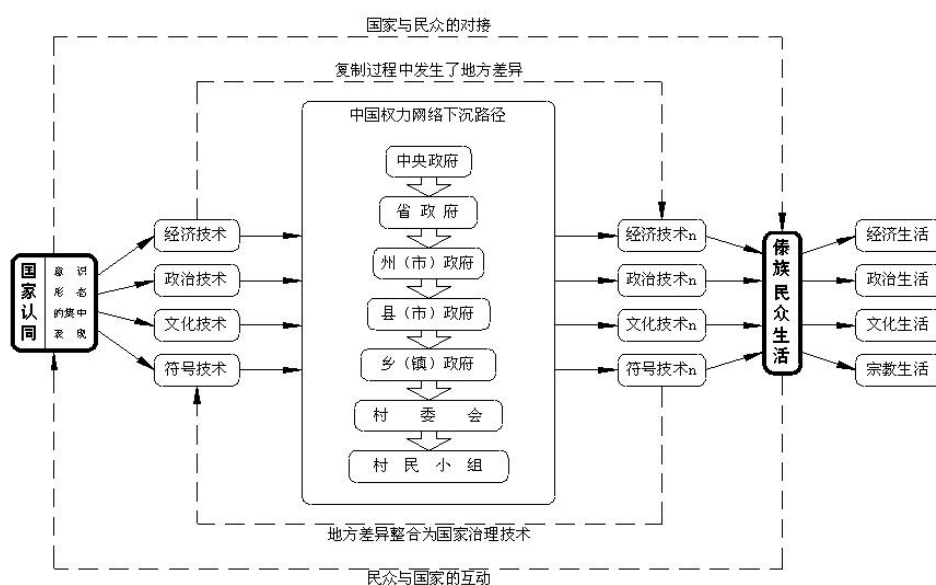 国家与民众的对接
复制过程中发生了地方差异
中国权力网络下沉路径
中央政府
省政府
州（市）政府
县（市）政府
乡（镇）政府
村委会
村民小组
国家认同
意识
形态
的集中
表现
经济技术
政治技术
文化技术
符号技术
经济技术n
政治技术n
文化技术n
符号技术n
傣族民众生活
经济生活
政治生活
文化生活
宗教生活
地方差异整合为国家治理技术
民众与国家的互动